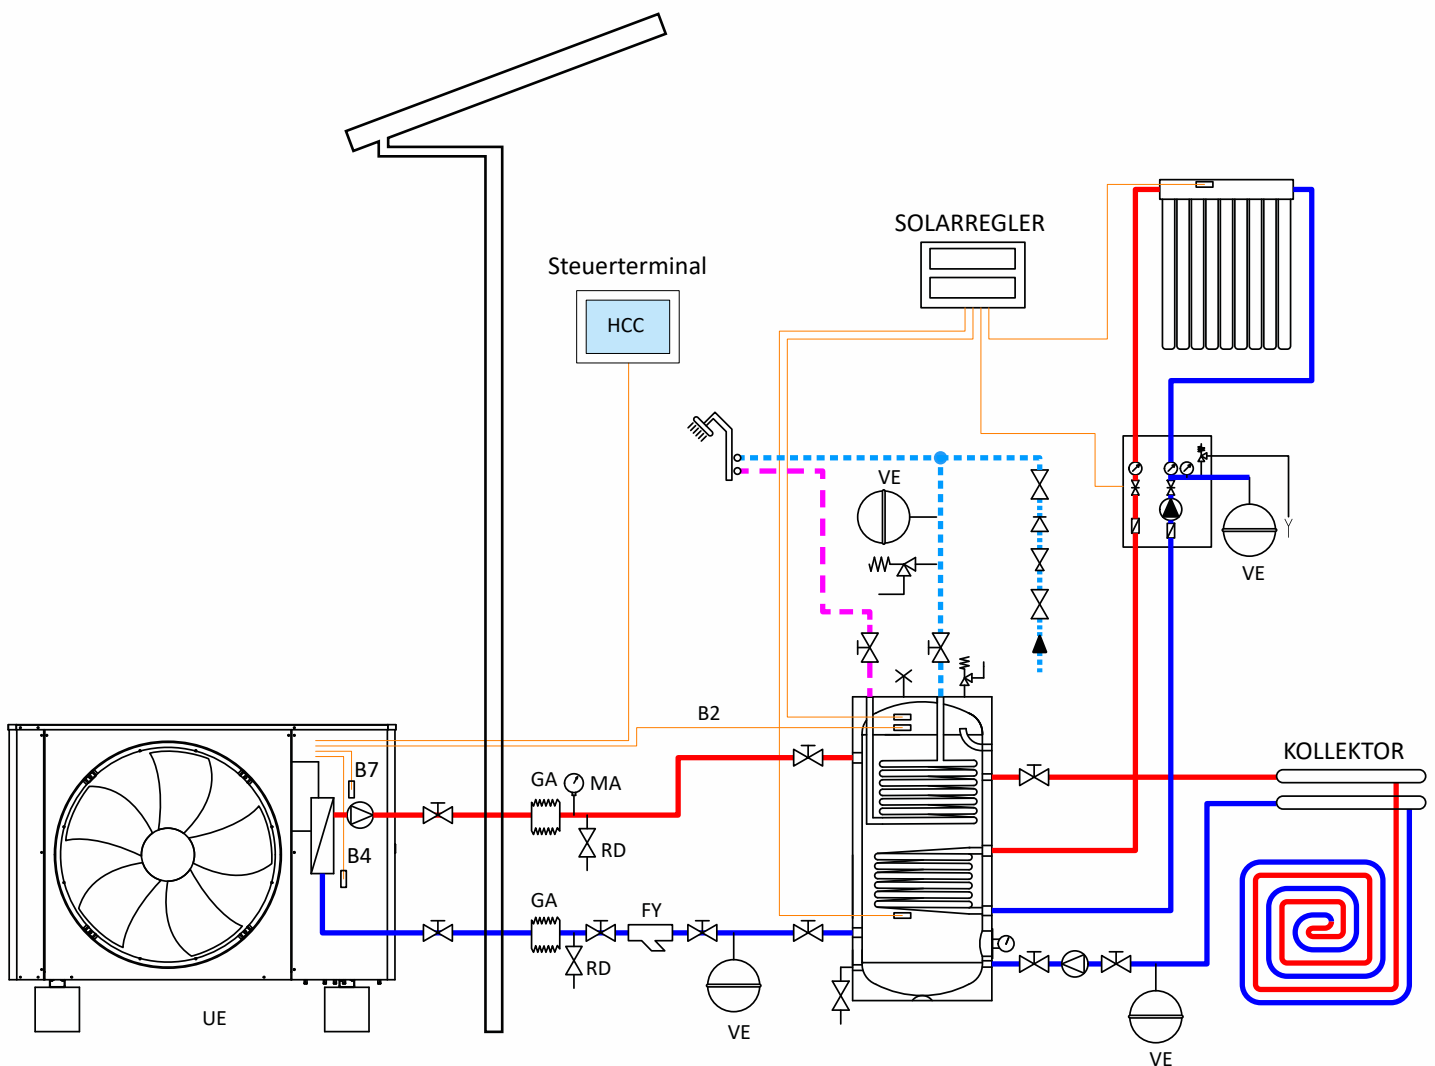 SOLARREGLER
Steuerterminal
HCC
VE
VE
B2
KOLLEKTOR
B7
GA
MA
B4
RD
GA
FY
RD
UE
VE
VE